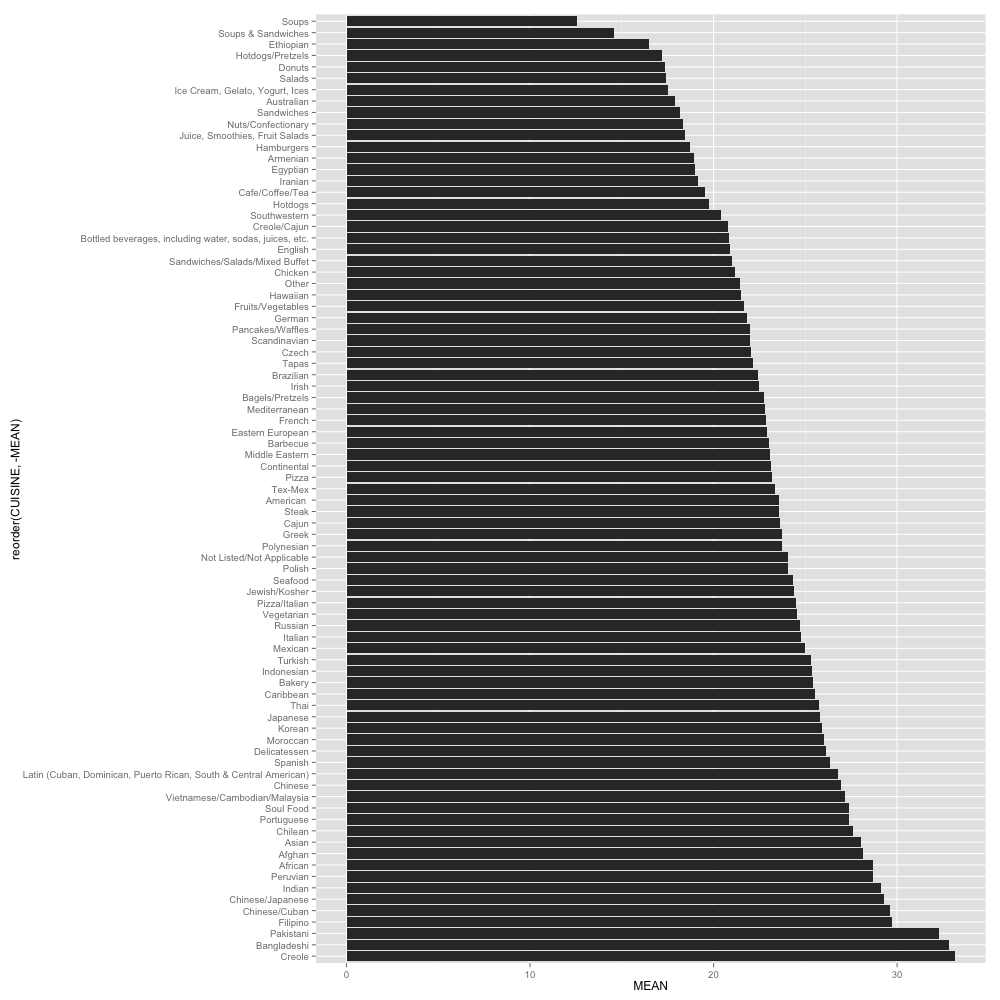 Soups
Soups & Sandwiches
Ethiopian
Hotdogs/Pretzels
Donuts
Salads
Ice Cream, Gelato, Yogurt, Ices
Australian
Sandwiches
Nuts/Confectionary
Juice, Smoothies, Fruit Salads
Hamburgers
Armenian
Egyptian
Iranian
Cafe/Coffee/Tea
Hotdogs
Southwestern
Creole/Cajun
Bottled beverages, including water, sodas, juices, etc.
English
Sandwiches/Salads/Mixed Buffet
Chicken
Other
Hawaiian
Fruits/Vegetables
German
Pancakes/Waffles
Scandinavian
Czech
Tapas
Brazilian
Irish
Bagels/Pretzels
Mediterranean
French
Eastern European
Barbecue
Middle Eastern
Continental
Pizza
Tex-Mex
American
Steak
Cajun
Greek
Polynesian
Not Listed/Not Applicable
Polish
Seafood
Jewish/Kosher
Pizza/Italian
Vegetarian
Russian
Italian
Mexican
Turkish
Indonesian
Bakery
Caribbean
Thai
Japanese
Korean
Moroccan
Delicatessen
Spanish
Latin (Cuban, Dominican, Puerto Rican, South & Central American)
Chinese
Vietnamese/Cambodian/Malaysia
Soul Food
Portuguese
Chilean
Asian
Afghan
African
Peruvian
Indian
Chinese/Japanese
Chinese/Cuban
Filipino
Pakistani
Bangladeshi
Creole
reorder(CUISINE, -MEAN)
0 10 20 30
MEAN